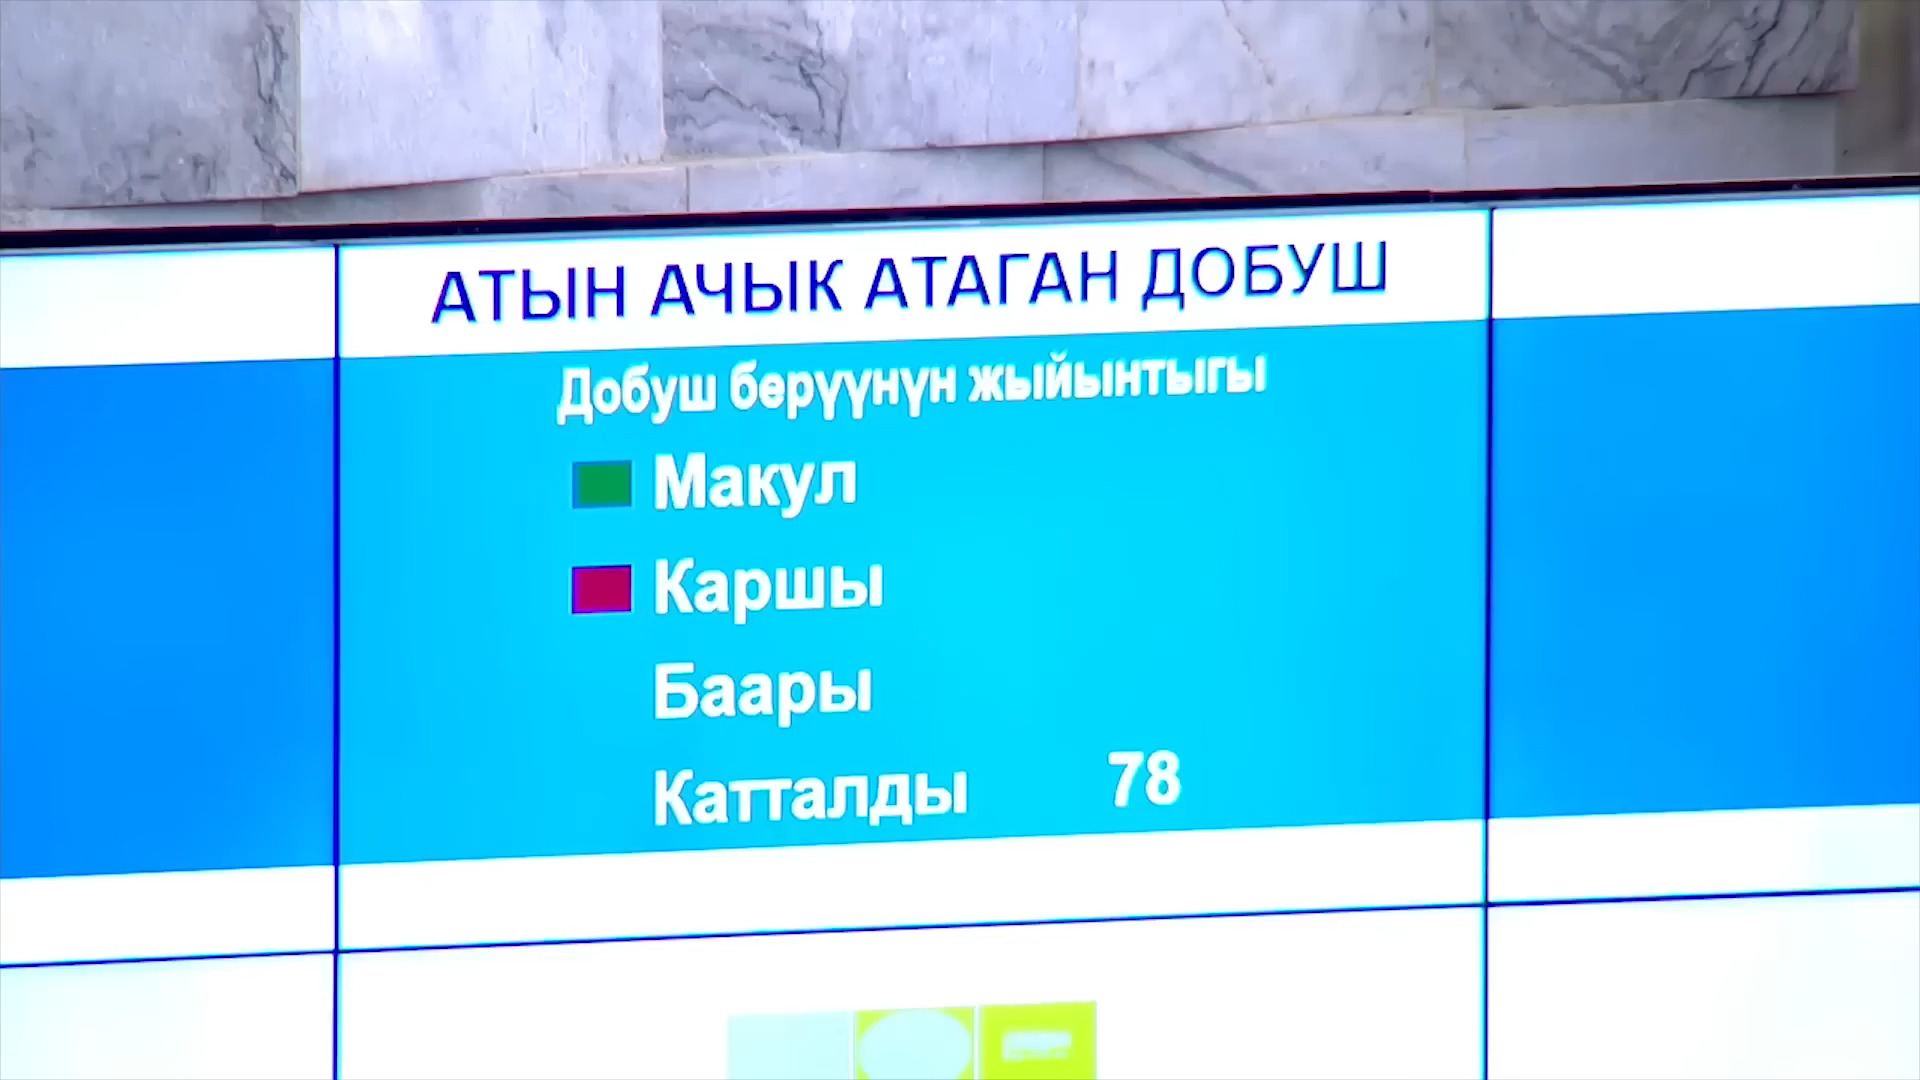 АТЫН АЧЫК АТАГАН ДОБУШ
Добуш берүүнүн жыйынтыгы
Макул
Каршы
Баары
Катталды 78